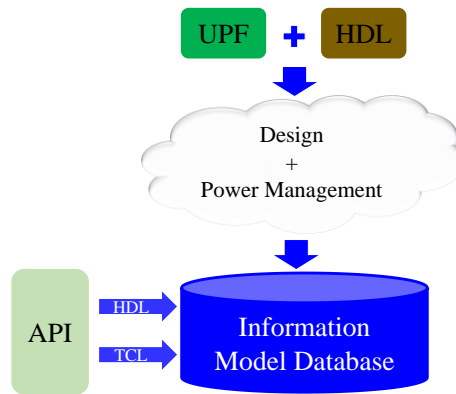 UPF + HDL
Design
+
Power Management
API
HDL
TCL
Information
Model Database